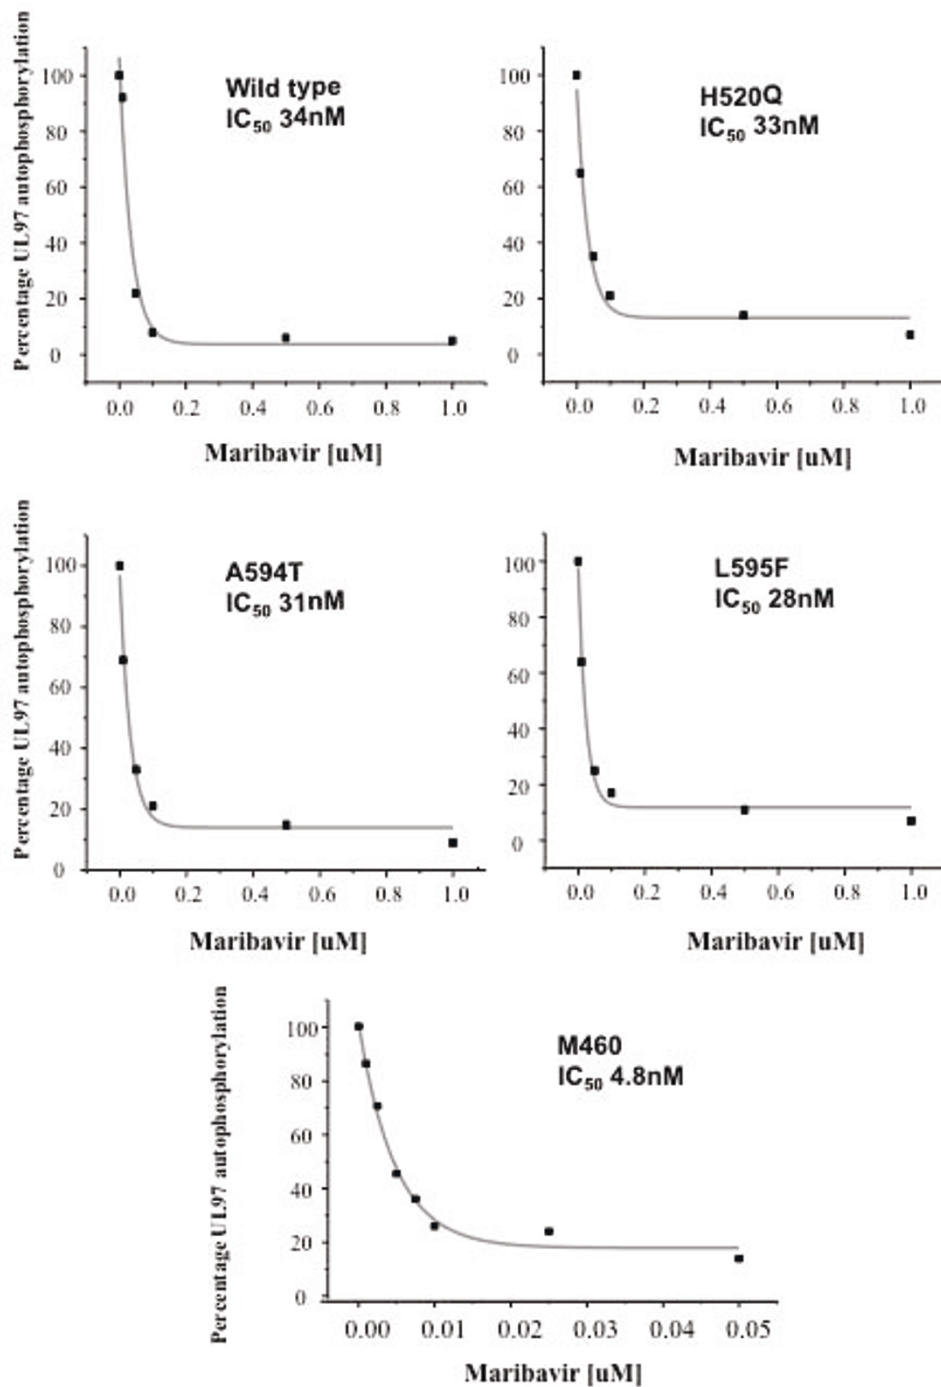 Percentage UL97 autophosphorylation
100
80
60
40
20
0
Wild type
IC50 34nM
0.0 0.2 0.4 0.6 0.8 1.0
Maribavir [uM]
100
80
60
40
20
0
H520Q
IC50 33nM
0.0 0.2 0.4 0.6 0.8 1.0
Maribavir [uM]
Percentage UL97 autophosphorylation
100
80
60
40
20
0
A594T
IC50 31nM
0.0 0.2 0.4 0.6 0.8 1.0
Maribavir [uM]
100
80
60
40
20
0
L595F
IC50 28nM
0.0 0.2 0.4 0.6 0.8 1.0
Maribavir [uM]
Percentage UL97 autophosphorylation
100
80
60
40
20
0
M460
IC50 4.8nM
0.00 0.01 0.02 0.03 0.04 0.05
Maribavir [uM]